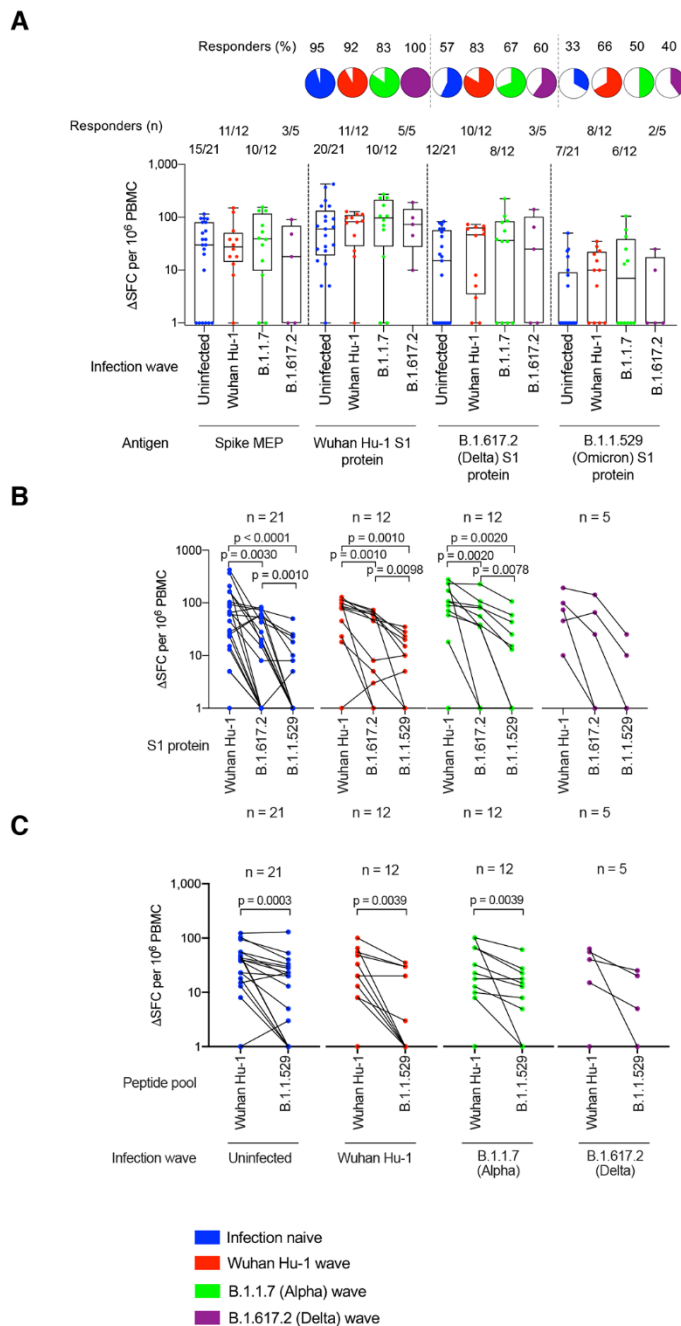 A
Responders (%) 95 92 83 100 57 83 67 60 33 66 50 40
Responders (n) 11/12 3/5 11/12 5/5 10/12 3/5 8/12 2/5
15/21 10/12 20/21 10/12 12/21 8/12 7/21 6/12
ΔSFC per 10⁶ PBMC
1,000
100
10
1
Infection wave
Uninfected
Wuhan Hu-1
B.1.1.7
B.1.617.2
Uninfected
Wuhan Hu-1
B.1.1.7
B.1.617.2
Uninfected
Wuhan Hu-1
B.1.1.7
B.1.617.2
Uninfected
Wuhan Hu-1
B.1.1.7
B.1.617.2
Antigen
Spike MEP
Wuhan Hu-1 S1
protein
B.1.617.2
(Delta) S1
protein
B.1.1.529
(Omicron) S1
protein
B
n = 21 n = 12 n = 12 n = 5
p < 0.0001 p = 0.0010 p = 0.0020
p = 0.0030 p = 0.0010 p = 0.0020
p = 0.0010 p = 0.0098 p = 0.0078
ΔSFC per 10⁶ PBMC
1000
100
10
1
S1 protein
Wuhan Hu-1
B.1.617.2
B.1.1.529
Wuhan Hu-1
B.1.617.2
B.1.1.529
Wuhan Hu-1
B.1.617.2
B.1.1.529
Wuhan Hu-1
B.1.617.2
B.1.1.529
n = 21 n = 12 n = 12 n = 5
C
n = 21 n = 12 n = 12 n = 5
p = 0.0003 p = 0.0039 p = 0.0039
ΔSFC per 10⁶ PBMC
1,000
100
10
1
Peptide pool
Wuhan Hu-1
B.1.1.529
Wuhan Hu-1
B.1.1.529
Wuhan Hu-1
B.1.1.529
Wuhan Hu-1
B.1.1.529
Infection wave
Uninfected
Wuhan Hu-1
B.1.1.7
(Alpha)
B.1.617.2
(Delta)
Infection naive
Wuhan Hu-1 wave
B.1.1.7 (Alpha) wave
B.1.617.2 (Delta) wave